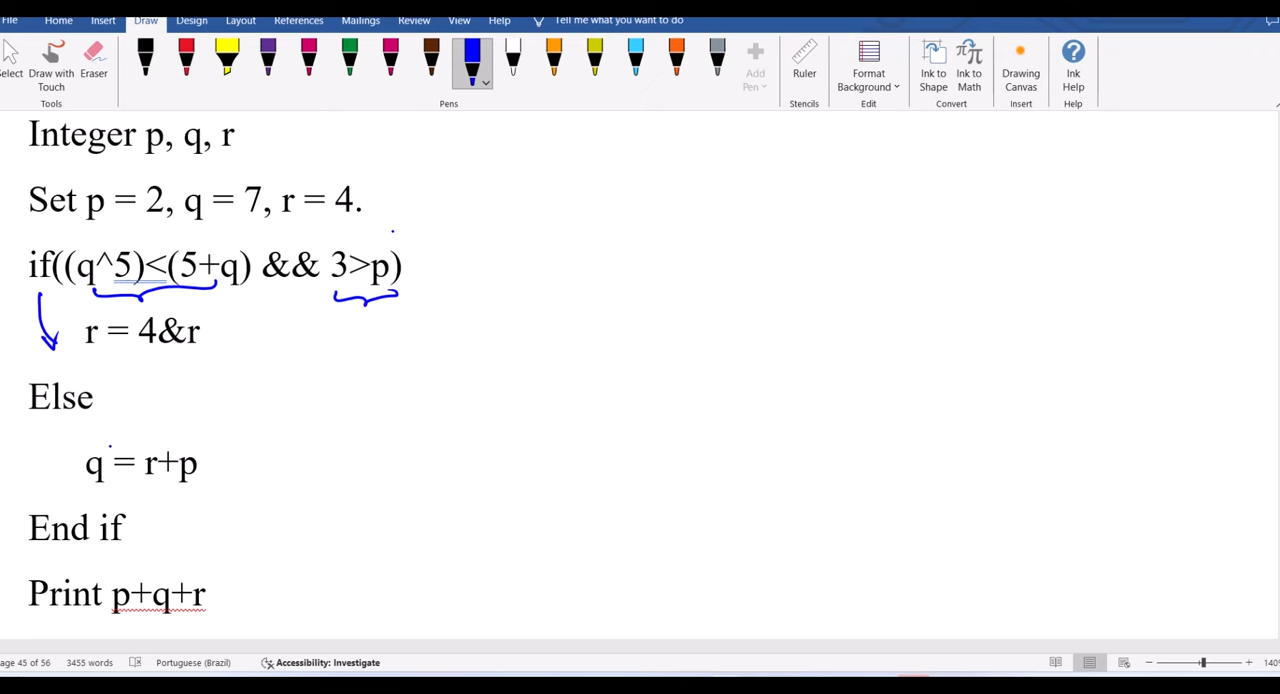 File Home Insert Draw Design Layout References Mailings Review View Help Tell me what you want to do
Select Draw with Touch Eraser Add Pen Ruler Format Background Ink to Shape Ink to Math Drawing Canvas Ink Help
Tools Pens Stencils Edit Convert Insert Help
Integer p, q, r
Set p = 2, q = 7, r = 4.
if((q^5)<(5+q) && 3>p)
r = 4&r
Else
q = r+p
End if
Print p+q+r
age 45 of 56 3455 words Portuguese (Brazil) Accessibility: Investigate 140%